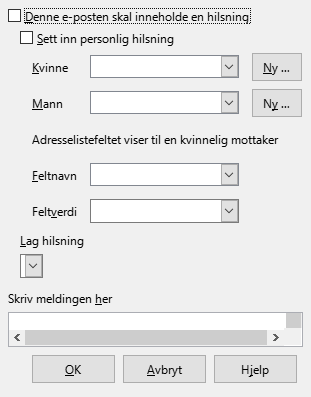 Denne e-posten skal inneholde en hilsning
Sett inn personlig hilsning
Kvinne Ny ...
Mann Ny ...
Adresselistefeltet viser til en kvinnelig mottaker
Feltnavn
Feltverdi
Lag hilsning
Skriv meldingen her
OK Avbryt Hjelp